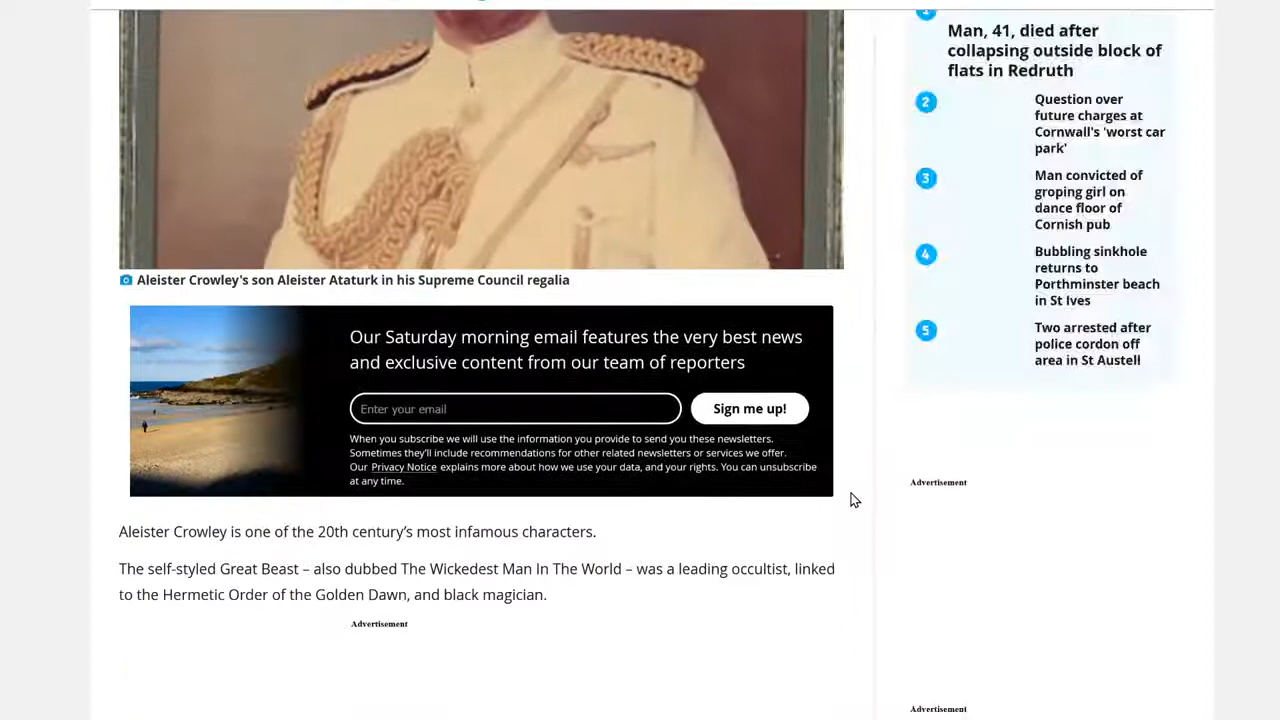 Aleister Crowley's son Aleister Ataturk in his Supreme Council regalia
Our Saturday morning email features the very best news
and exclusive content from our team of reporters
Enter your email
Sign me up!
When you subscribe we will use the information you provide to send you these newsletters.
Sometimes they'll include recommendations for other related newsletters or services we offer.
Our Privacy Notice explains more about how we use your data, and your rights. You can unsubscribe
at any time.
Aleister Crowley is one of the 20th century’s most infamous characters.
The self-styled Great Beast – also dubbed The Wickedest Man In The World – was a leading occultist, linked
to the Hermetic Order of the Golden Dawn, and black magician.
Advertisement
1
Man, 41, died after
collapsing outside block of
flats in Redruth
2
Question over
future charges at
Cornwall's 'worst car
park'
3
Man convicted of
groping girl on
dance floor of
Cornish pub
4
Bubbling sinkhole
returns to
Porthminster beach
in St Ives
5
Two arrested after
police cordon off
area in St Austell
Advertisement
Advertisement